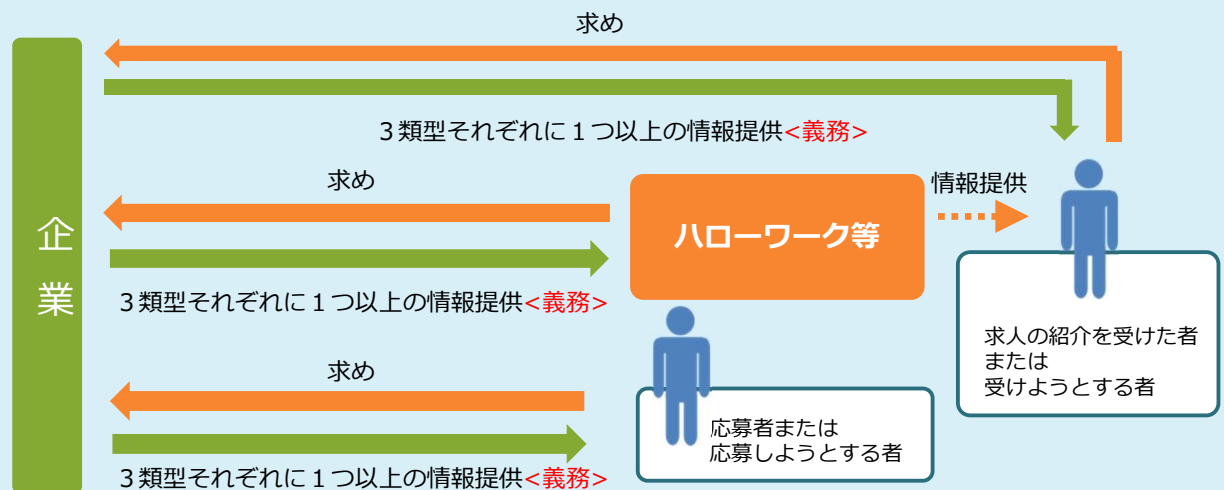 求め
３類型それぞれに１つ以上の情報提供<義務>
企業
求め
ハローワーク等
情報提供
３類型それぞれに１つ以上の情報提供<義務>
求人の紹介を受けた者
または
受けようとする者
求め
応募者または
応募しようとする者
３類型それぞれに１つ以上の情報提供<義務>